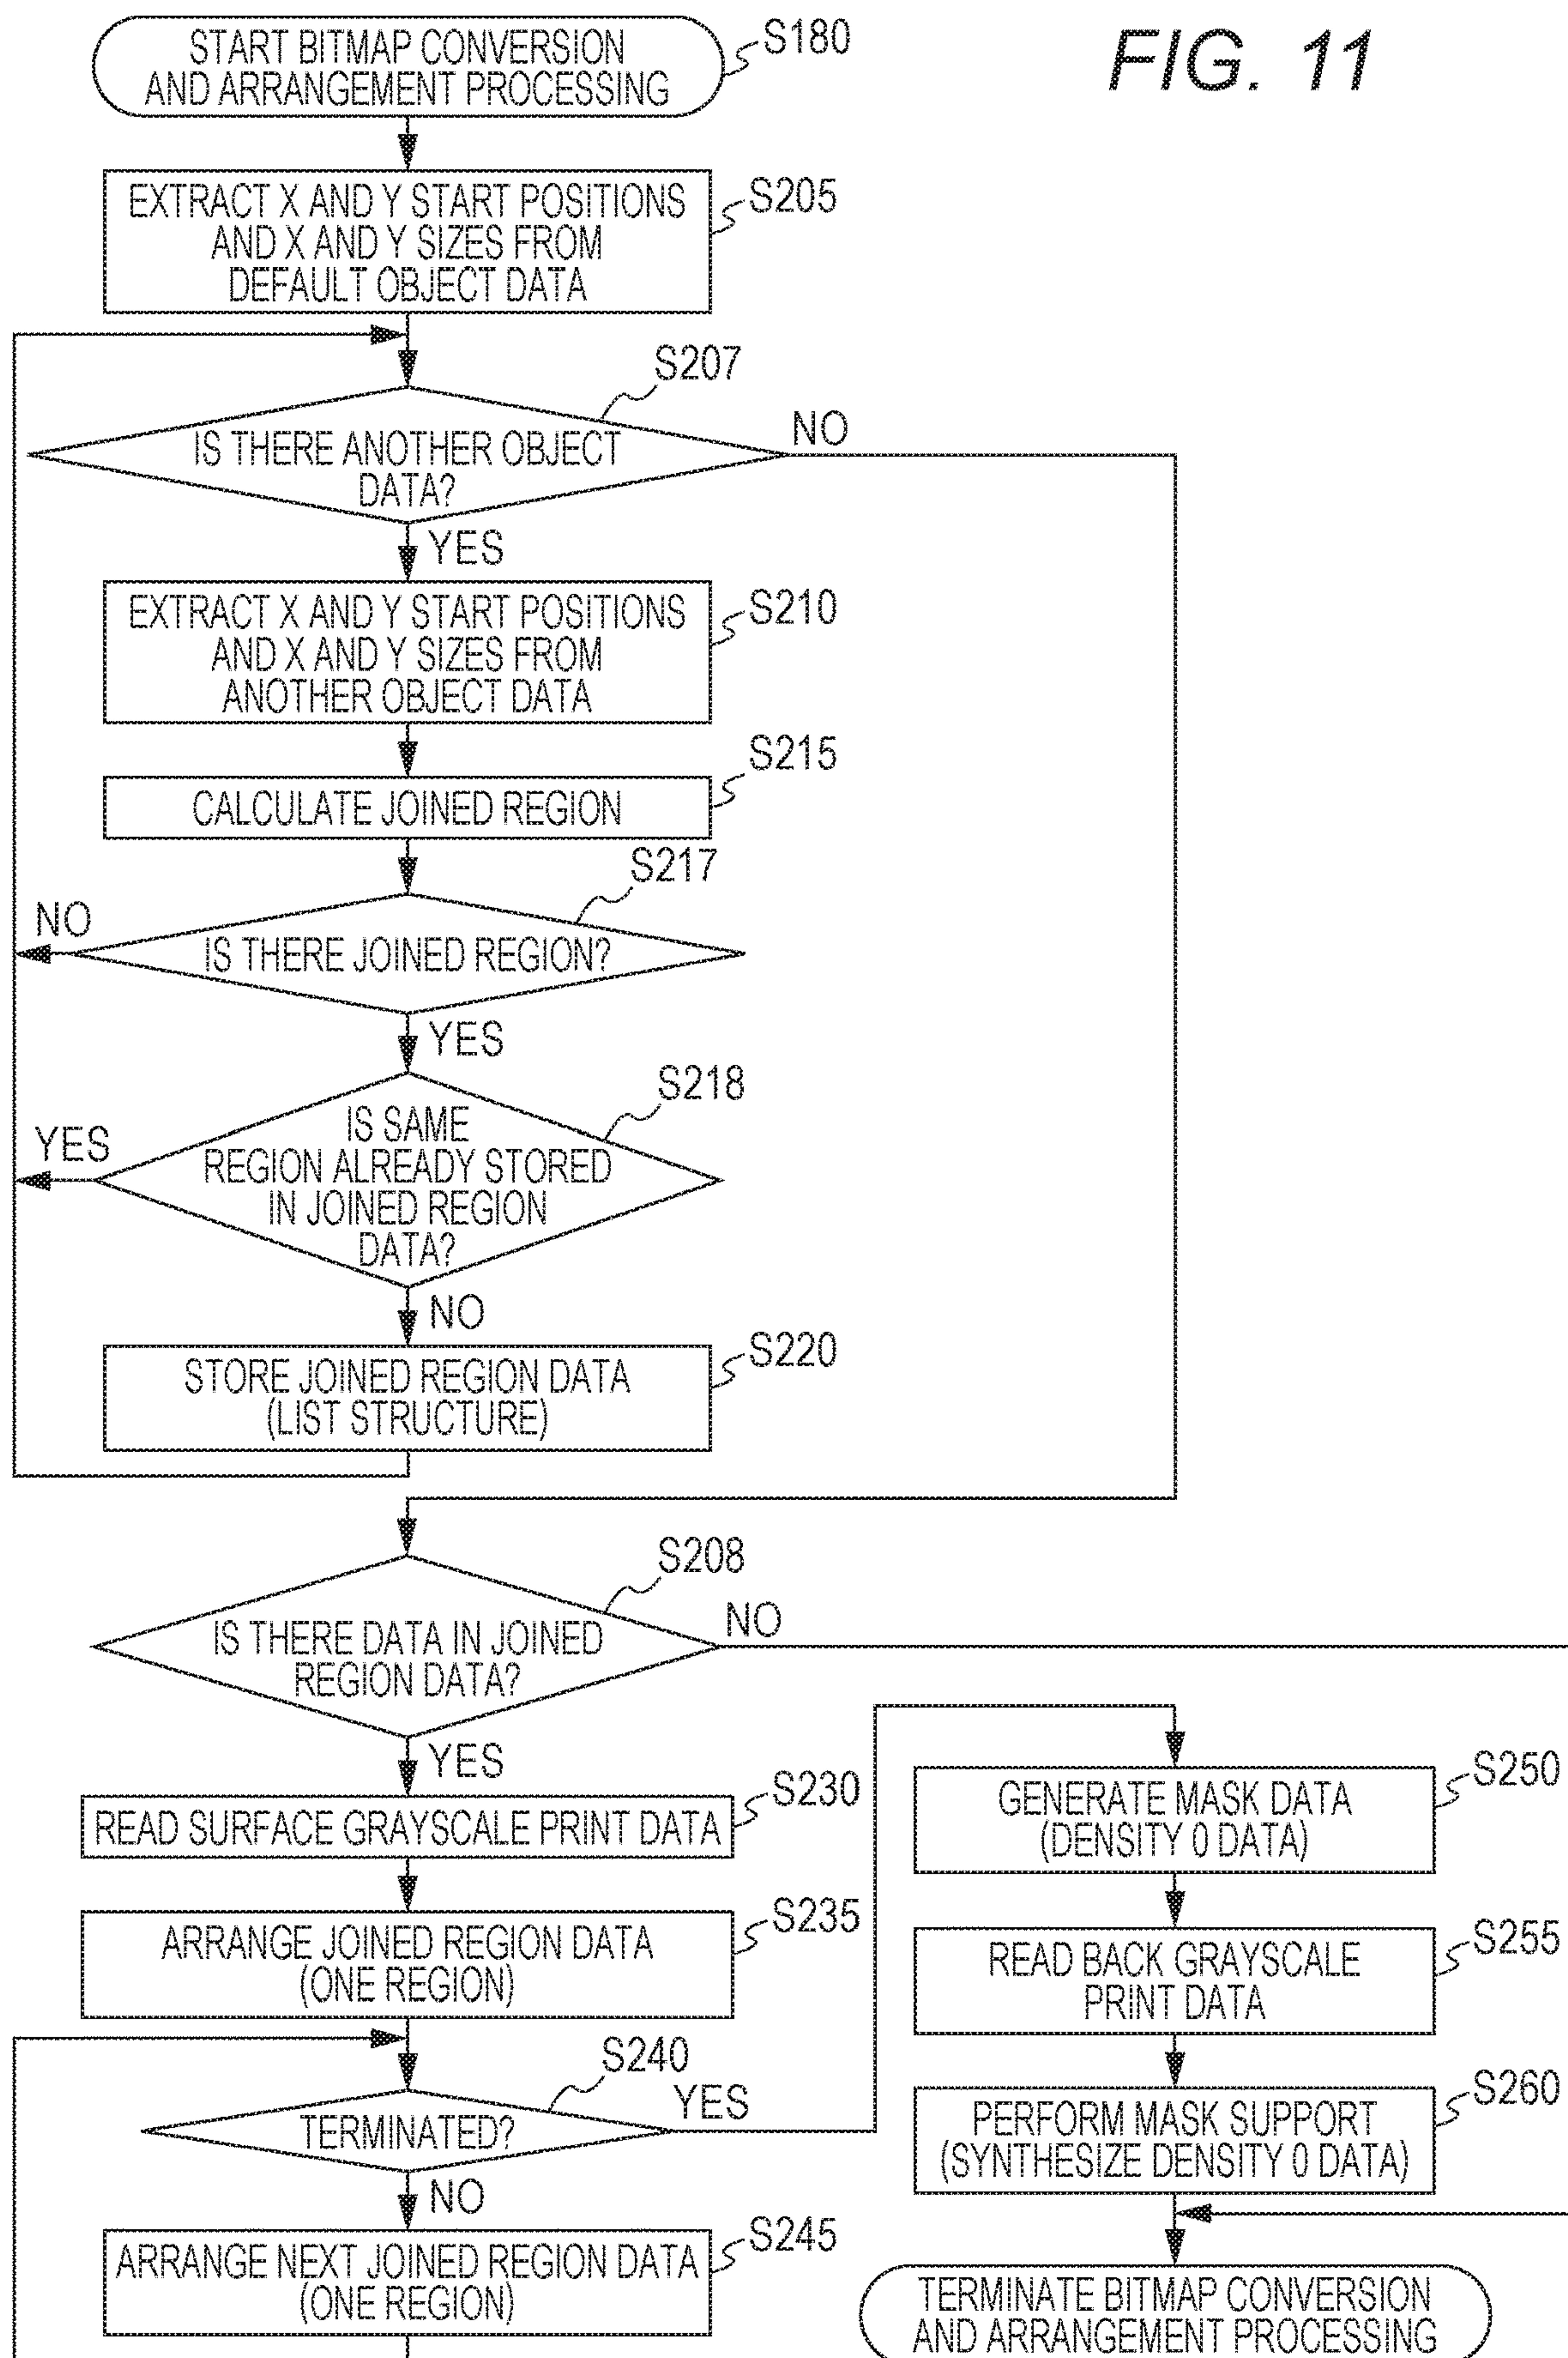 FIG. 11
START BITMAP CONVERSION
AND ARRANGEMENT PROCESSING
S180
EXTRACT X AND Y START POSITIONS
AND X AND Y SIZES FROM
DEFAULT OBJECT DATA
S205
S207
IS THERE ANOTHER OBJECT
DATA?
NO
YES
EXTRACT X AND Y START POSITIONS
AND X AND Y SIZES FROM
ANOTHER OBJECT DATA
S210
S215
CALCULATE JOINED REGION
S217
NO
IS THERE JOINED REGION?
YES
S218
YES
IS SAME
REGION ALREADY STORED
IN JOINED REGION
DATA?
NO
S220
STORE JOINED REGION DATA
(LIST STRUCTURE)
S208
IS THERE DATA IN JOINED
REGION DATA?
NO
YES
S230
READ SURFACE GRAYSCALE PRINT DATA
S235
ARRANGE JOINED REGION DATA
(ONE REGION)
S240
TERMINATED?
YES
NO
S245
ARRANGE NEXT JOINED REGION DATA
(ONE REGION)
S250
GENERATE MASK DATA
(DENSITY 0 DATA)
S255
READ BACK GRAYSCALE
PRINT DATA
S260
PERFORM MASK SUPPORT
(SYNTHESIZE DENSITY 0 DATA)
TERMINATE BITMAP CONVERSION
AND ARRANGEMENT PROCESSING